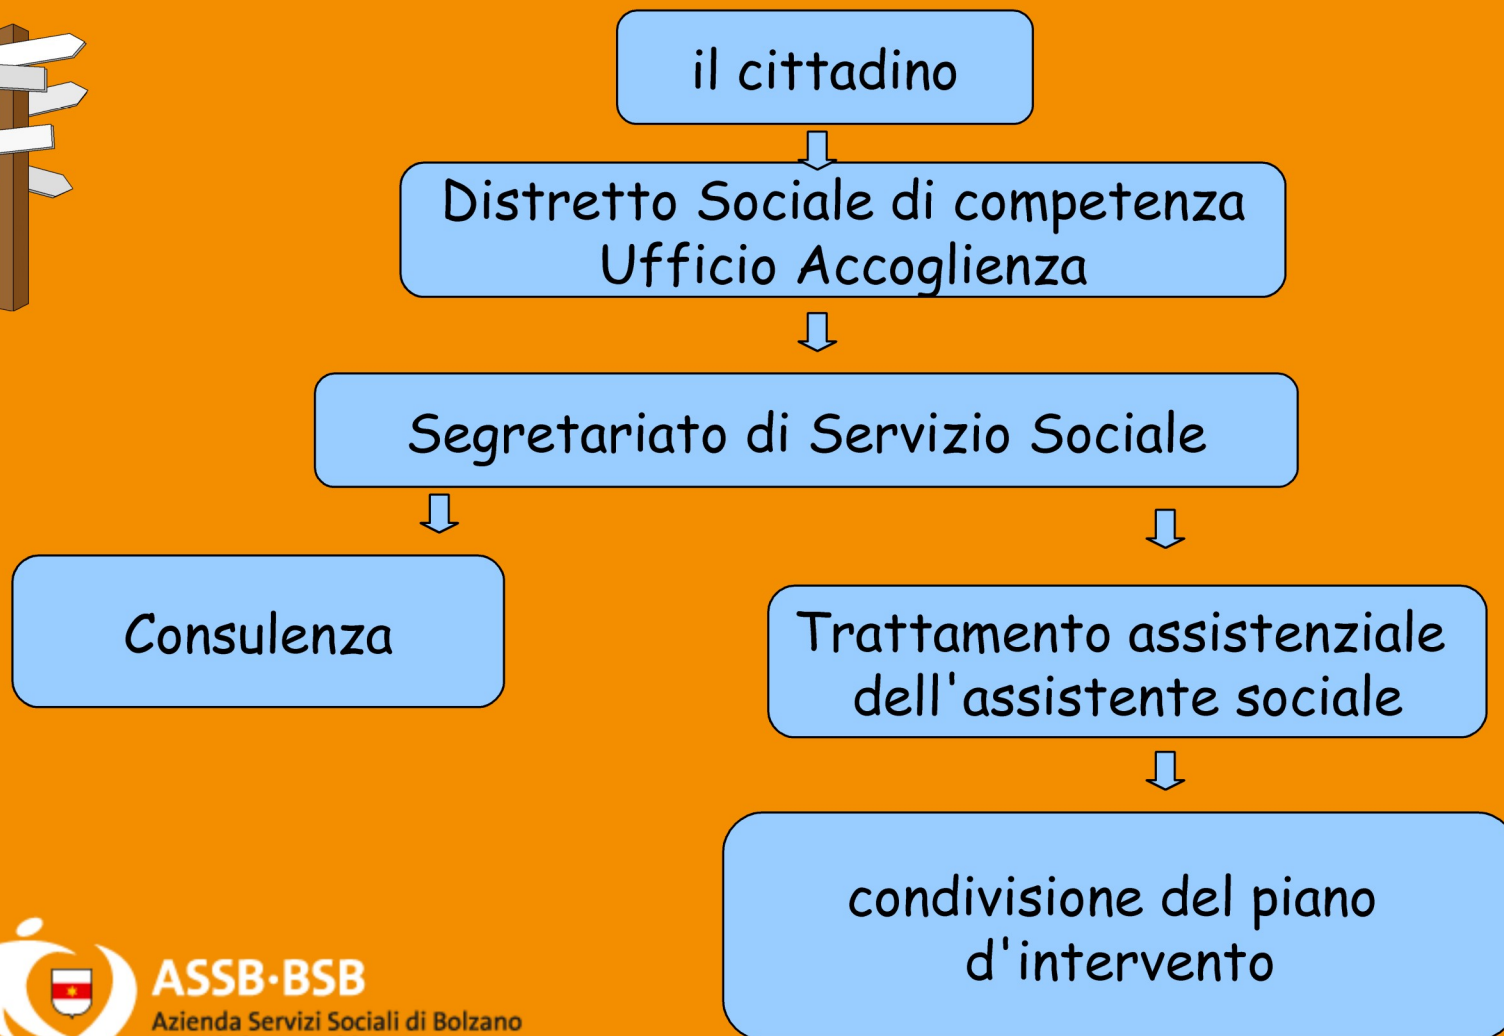 il cittadino
Distretto Sociale di competenza
Ufficio Accoglienza
Segretariato di Servizio Sociale
Consulenza
Trattamento assistenziale
dell'assistente sociale
condivisione del piano
d'intervento
ASSB·BSB
Azienda Servizi Sociali di Bolzano